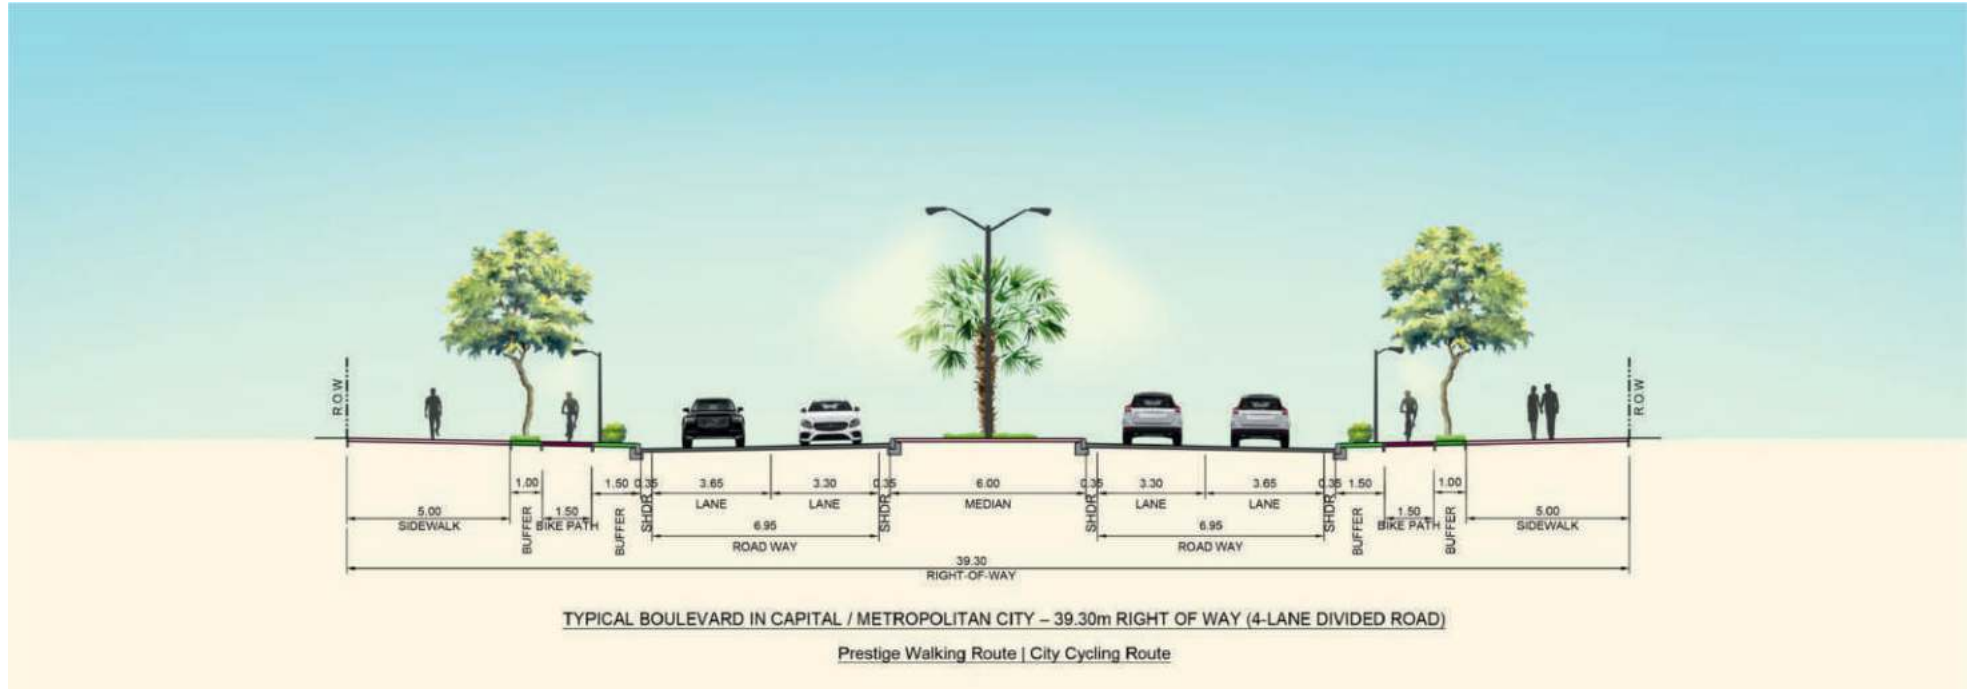 R.O.W
R.O.W
1.00
1.50
0.35
3.65
3.30
0.35
6.00
0.35
3.30
3.65
0.35
1.50
1.00
LANE
LANE
MEDIAN
LANE
LANE
5.00
1.50
1.50
5.00
SIDEWALK
BUFFER
BIKE PATH
BUFFER
SHDR
SHDR
SHDR
SHDR
BUFFER
BIKE PATH
BUFFER
SIDEWALK
6.95
6.95
ROAD WAY
ROAD WAY
39.30
RIGHT-OF-WAY
TYPICAL BOULEVARD IN CAPITAL / METROPOLITAN CITY – 39.30m RIGHT OF WAY (4-LANE DIVIDED ROAD)
Prestige Walking Route | City Cycling Route